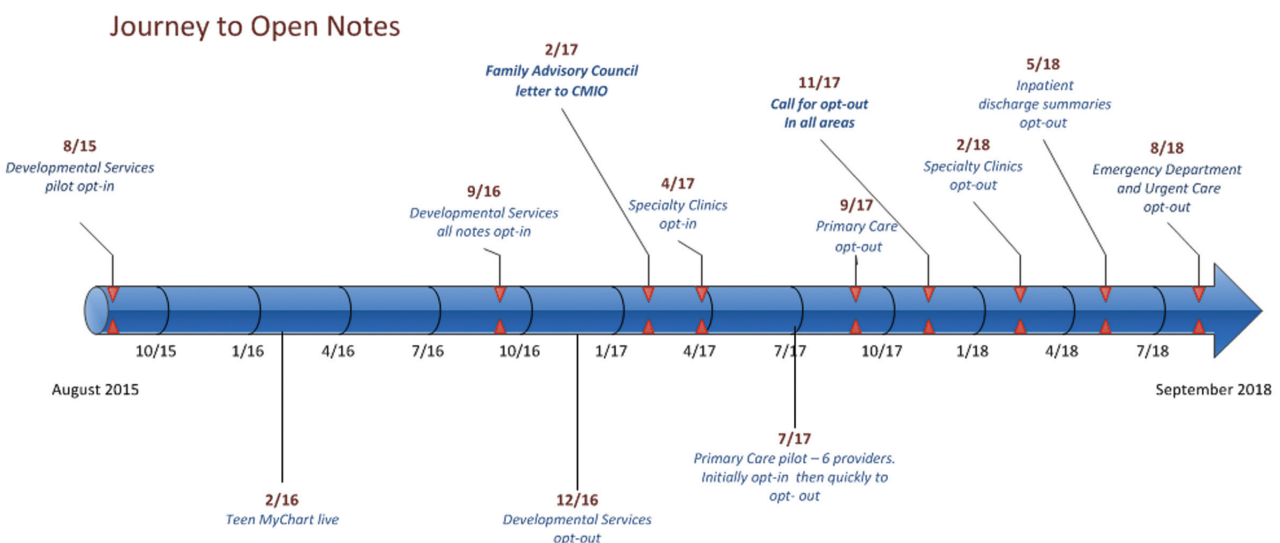 Journey to Open Notes
8/15
Developmental Services
pilot opt-in
9/16
Developmental Services
all notes opt-in
2/17
Family Advisory Council
letter to CMIO
4/17
Specialty Clinics
opt-in
9/17
Primary Care
opt-out
11/17
Call for opt-out
In all areas
2/18
Specialty Clinics
opt-out
5/18
Inpatient
discharge summaries
opt-out
8/18
Emergency Department
and Urgent Care
opt-out
10/15
1/16
4/16
7/16
10/16
1/17
4/17
7/17
10/17
1/18
4/18
7/18
August 2015
September 2018
2/16
Teen MyChart live
12/16
Developmental Services
opt-out
7/17
Primary Care pilot – 6 providers.
Initially opt-in then quickly to
opt- out